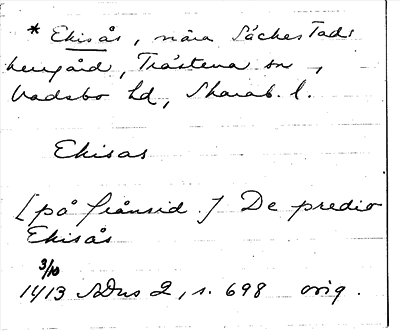 * Ekisås, nära Säckestads
herrgård, Trästena sn,
Vadsbo hd, Skarab. l.
Ekisas
[på frånsid.] De predio
Ekisås
3/10
1413 SDns 2, s. 698 orig.